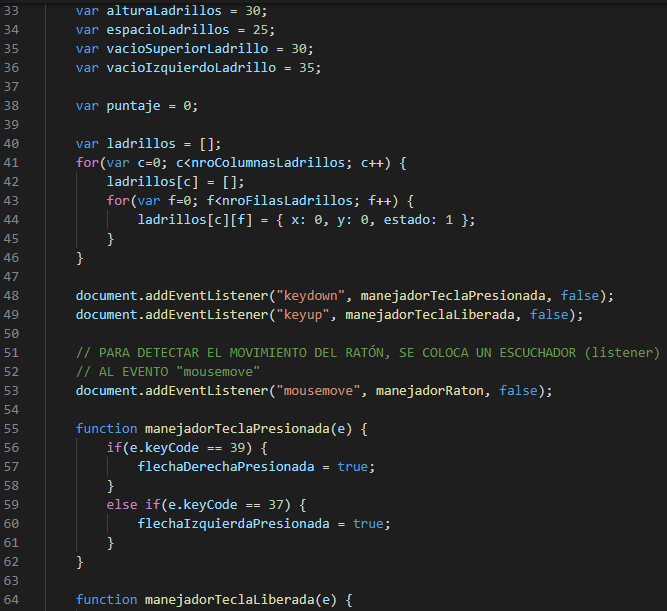 33 var alturaLadrillos = 30;
34 var espacioLadrillos = 25;
35 var vacioSuperiorLadrillo = 30;
36 var vacioIzquierdoLadrillo = 35;
37
38 var puntaje = 0;
39
40 var ladrillos = [];
41 for(var c=0; c<nroColumnasLadrillos; c++) {
42 ladrillos[c] = [];
43 for(var f=0; f<nroFilasLadrillos; f++) {
44 ladrillos[c][f] = { x: 0, y: 0, estado: 1 };
45 }
46 }
47
48 document.addEventListener("keydown", manejadorTeclaPresionada, false);
49 document.addEventListener("keyup", manejadorTeclaLiberada, false);
50
51 // PARA DETECTAR EL MOVIMIENTO DEL RATÓN, SE COLOCA UN ESCUCHADOR (listener)
52 // AL EVENTO "mousemove"
53 document.addEventListener("mousemove", manejadorRaton, false);
54
55 function manejadorTeclaPresionada(e) {
56 if(e.keyCode == 39) {
57 flechaDerechaPresionada = true;
58 }
59 else if(e.keyCode == 37) {
60 flechaIzquierdaPresionada = true;
61 }
62 }
63
64 function manejadorTeclaLiberada(e) {